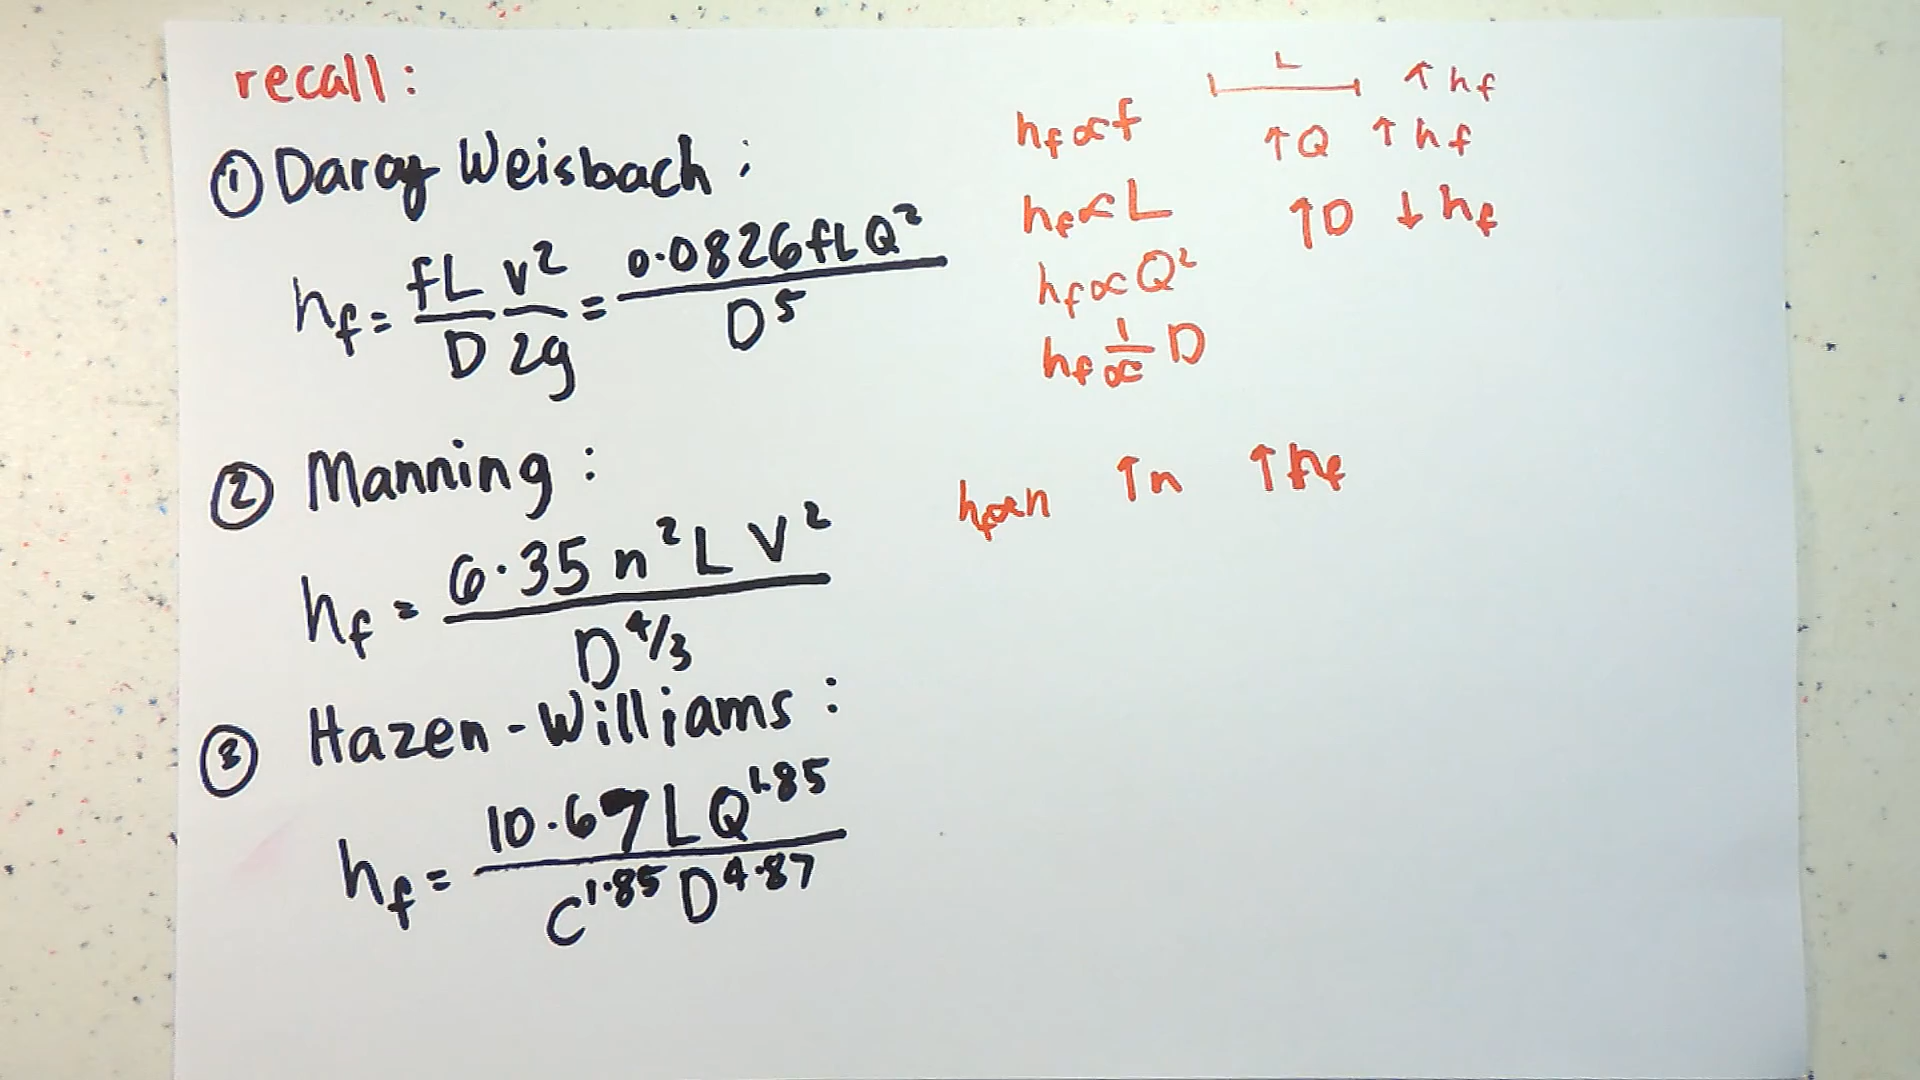 recall:
① Darcy Weisbach:
hf = fL/D v²/2g = 0.0826fLQ²/D⁵
② Manning:
hf = 6.35 n² L V²/D^4/3
③ Hazen-Williams:
hf = 10.67 L Q^1.85/C^1.85 D^4.87
L ↑ hf
hf ∝ f ↑Q ↑hf
hf ∝ L ↑D ↓hf
hf ∝ Q²
hf 1/∝ D
hf ∝ n ↑n ↑hf